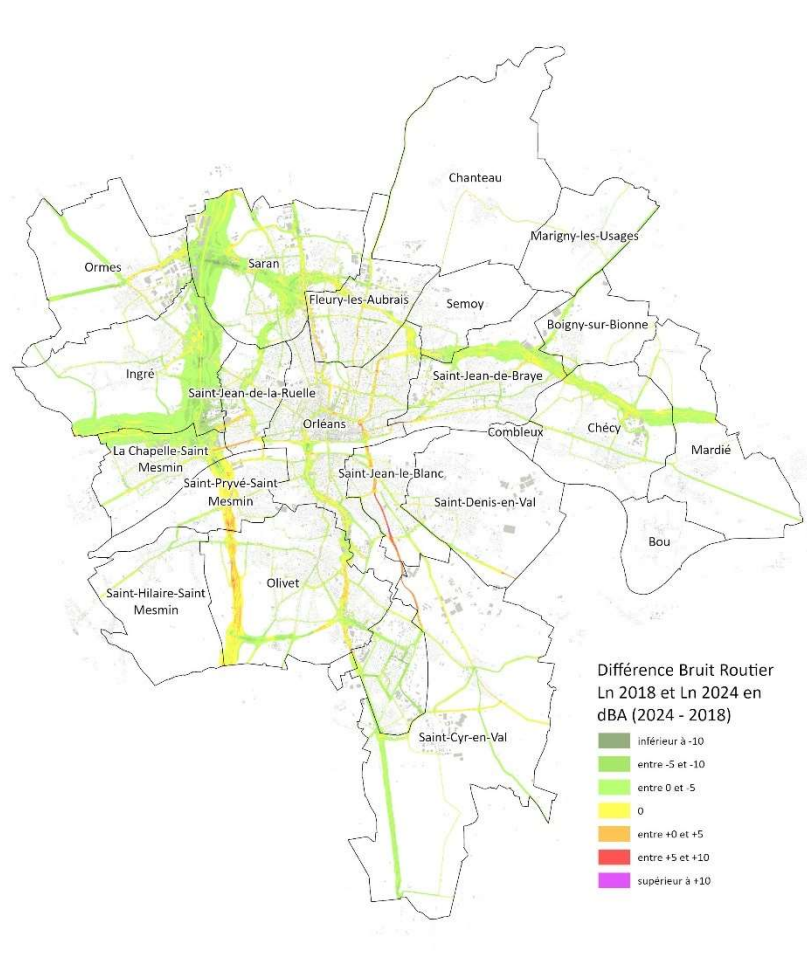 Chanteau
Marigny-les-Usages
Ormes
Saran
Fleury-les-Aubrais
Semoy
Boigny-sur-Bionne
Ingré
Saint-Jean-de-Braye
Saint-Jean-de-la-Ruelle
Orléans
Combleux
Chécy
Mardié
La Chapelle-Saint
Mesmin
Saint-Jean-le-Blanc
Saint-Pryvé-Saint
Mesmin
Saint-Denis-en-Val
Bou
Olivet
Saint-Hilaire-Saint
Mesmin
Saint-Cyr-en-Val
Différence Bruit Routier
Ln 2018 et Ln 2024 en
dBA (2024 - 2018)
inférieur à -10
entre -5 et -10
entre 0 et -5
0
entre +0 et +5
entre +5 et +10
supérieur à +10